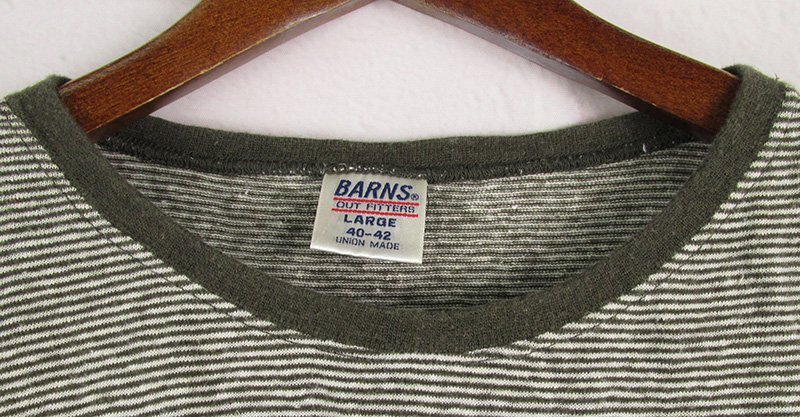 BARNS®
OUT FITTERS
LARGE
40-42
UNION MADE